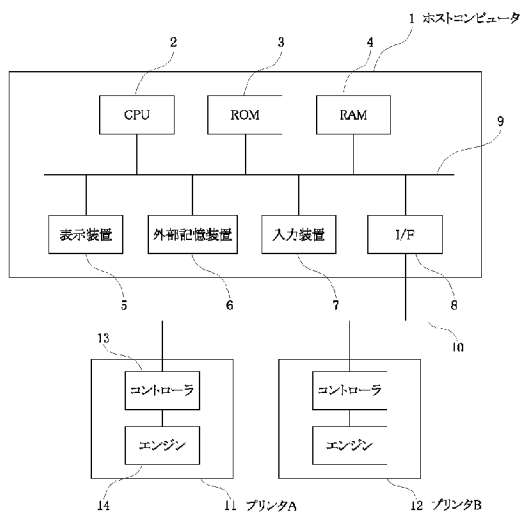 1 ホストコンピュータ
2 3 4
CPU ROM RAM
9
表示装置 外部記憶装置 入力装置 I/F
5 6 7 8
13 10
コントローラ コントローラ
エンジン エンジン
14 11 プリンタA 12 プリンタB